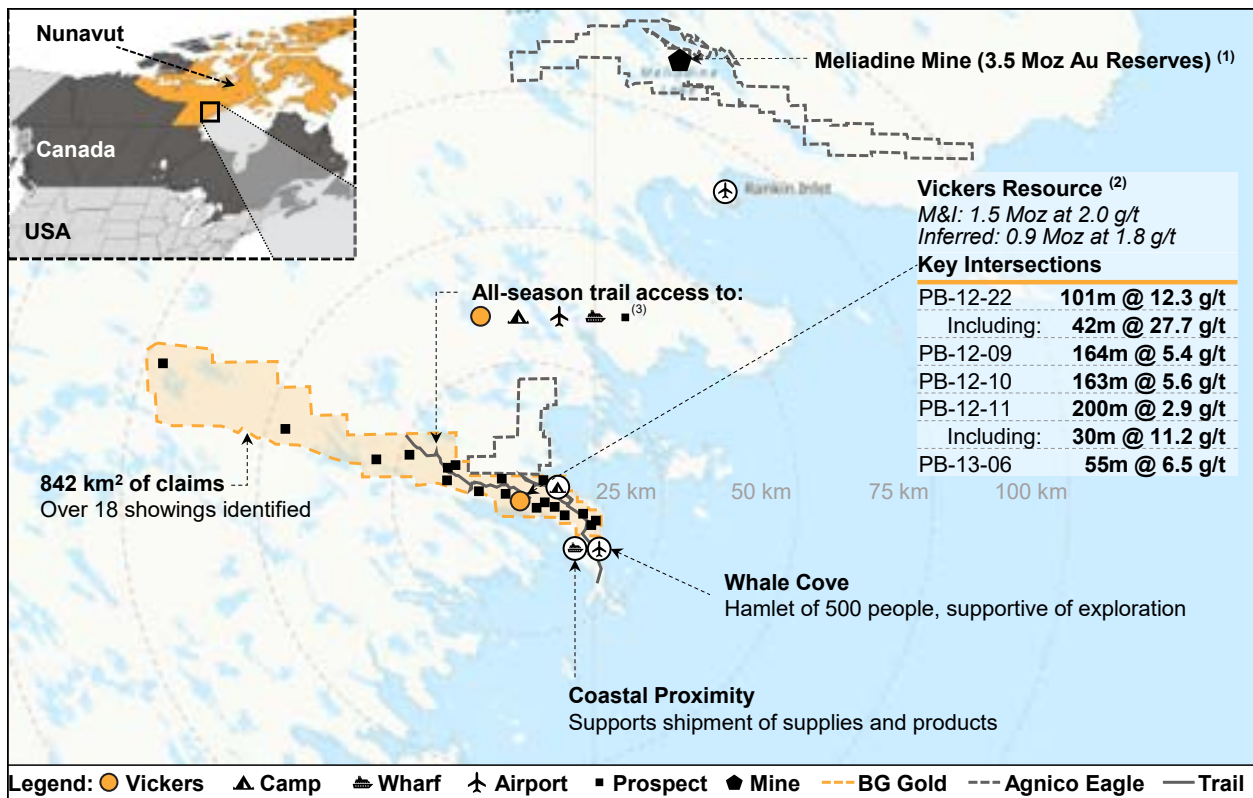 Nunavut
Canada
USA
Meliadine Mine (3.5 Moz Au Reserves) (1)
Rankin Inlet
Vickers Resource (2)
M&I: 1.5 Moz at 2.0 g/t
Inferred: 0.9 Moz at 1.8 g/t
Key Intersections
PB-12-22 101m @ 12.3 g/t
Including: 42m @ 27.7 g/t
PB-12-09 164m @ 5.4 g/t
PB-12-10 163m @ 5.6 g/t
PB-12-11 200m @ 2.9 g/t
Including: 30m @ 11.2 g/t
PB-13-06 55m @ 6.5 g/t
All-season trail access to:
(3)
842 km² of claims
Over 18 showings identified
25 km 50 km 75 km 100 km
Whale Cove
Hamlet of 500 people, supportive of exploration
Coastal Proximity
Supports shipment of supplies and products
Legend: Vickers Camp Wharf Airport Prospect Mine BG Gold Agnico Eagle Trail